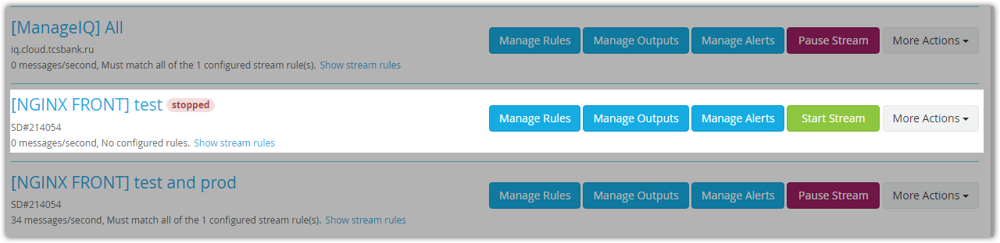 [ManageIQ] All
iq.cloud.tcsbank.ru
0 messages/second, Must match all of the 1 configured stream rule(s). Show stream rules
Manage Rules Manage Outputs Manage Alerts Pause Stream More Actions
[NGINX FRONT] test stopped
SD#214054
0 messages/second, No configured rules. Show stream rules
Manage Rules Manage Outputs Manage Alerts Start Stream More Actions
[NGINX FRONT] test and prod
SD#214054
34 messages/second, Must match all of the 1 configured stream rule(s). Show stream rules
Manage Rules Manage Outputs Manage Alerts Pause Stream More Actions